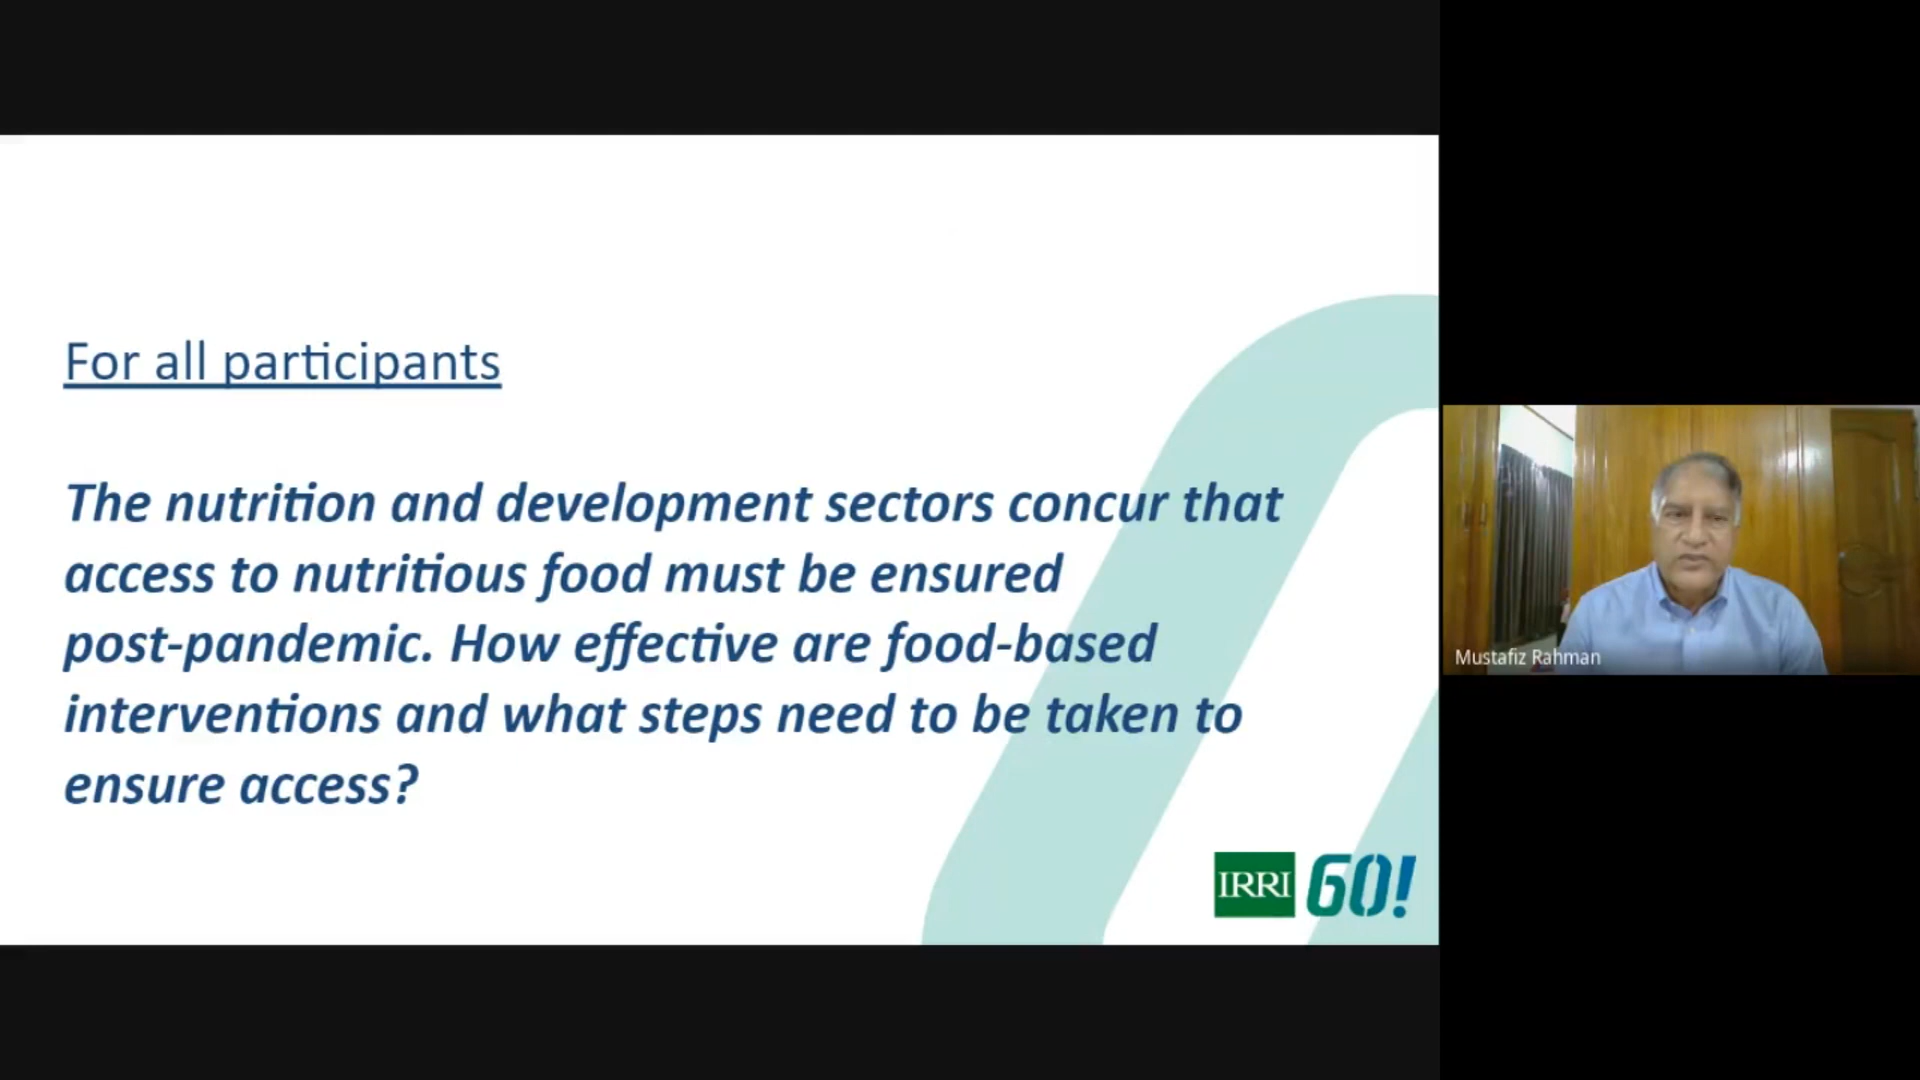 For all participants
The nutrition and development sectors concur that
access to nutritious food must be ensured
post-pandemic. How effective are food-based
interventions and what steps need to be taken to
ensure access?
IRRI 60!
Mustafiz Rahman